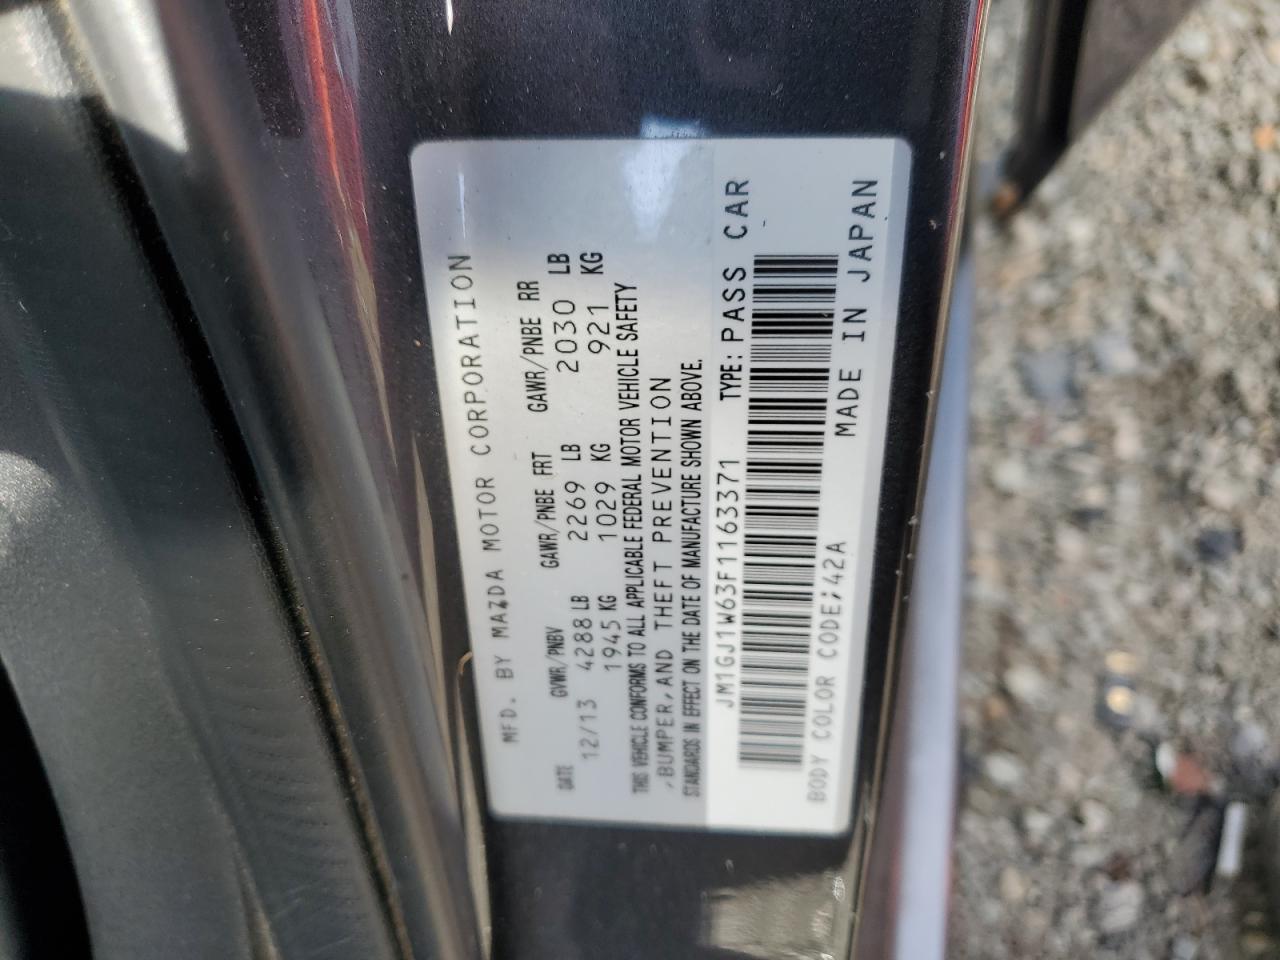 MFD. BY MAZDA MOTOR CORPORATION
DATE GVWR/PNBV GAWR/PNBE FRT GAWR/PNBE RR
12/13 4288 LB 2269 LB 2030 LB
1945 KG 1029 KG 921 KG
THIS VEHICLE CONFORMS TO ALL APPLICABLE FEDERAL MOTOR VEHICLE SAFETY
,BUMPER,AND THEFT PREVENTION
STANDARDS IN EFFECT ON THE DATE OF MANUFACTURE SHOWN ABOVE.
JM1GJ1W63F1163371 TYPE: PASS CAR
BODY COLOR CODE;42A MADE IN JAPAN